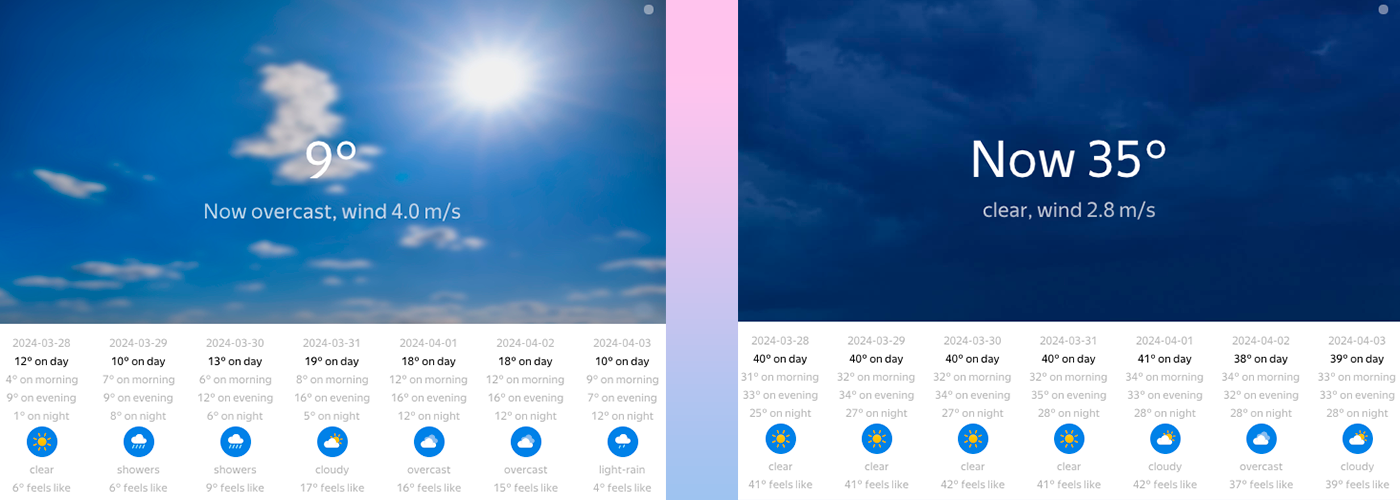 9°
Now overcast, wind 4.0 m/s
2024-03-28 2024-03-29 2024-03-30 2024-03-31 2024-04-01 2024-04-02 2024-04-03
12° on day 10° on day 13° on day 19° on day 18° on day 18° on day 10° on day
4° on morning 7° on morning 6° on morning 8° on morning 12° on morning 12° on morning 9° on morning
9° on evening 9° on evening 12° on evening 16° on evening 16° on evening 16° on evening 7° on evening
1° on night 8° on night 6° on night 5° on night 12° on night 12° on night 12° on night
clear showers showers cloudy overcast overcast light-rain
6° feels like 6° feels like 9° feels like 17° feels like 16° feels like 15° feels like 4° feels like
Now 35°
clear, wind 2.8 m/s
2024-03-28 2024-03-29 2024-03-30 2024-03-31 2024-04-01 2024-04-02 2024-04-03
40° on day 40° on day 40° on day 40° on day 41° on day 38° on day 39° on day
31° on morning 32° on morning 32° on morning 32° on morning 34° on morning 34° on morning 33° on morning
33° on evening 34° on evening 34° on evening 35° on evening 33° on evening 32° on evening 33° on evening
25° on night 27° on night 27° on night 28° on night 28° on night 28° on night 28° on night
clear clear clear clear cloudy overcast cloudy
41° feels like 41° feels like 42° feels like 41° feels like 42° feels like 37° feels like 39° feels like